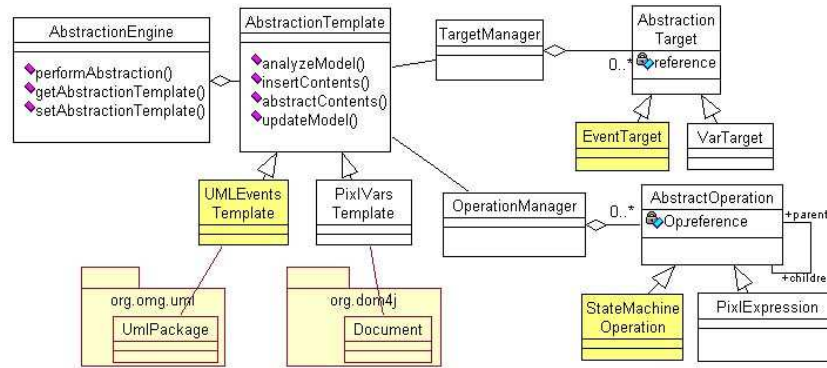 AbstractionEngine
performAbstraction()
getAbstractionTemplate()
setAbstractionTemplate()
AbstractionTemplate
analyzeModel()
insertContents()
abstractContents()
updateModel()
TargetManager
0..*
Abstraction
Target
reference
EventTarget
VarTarget
UMLEvents
Template
PixlVars
Template
OperationManager
0..*
AbstractOperation
Op.reference
+parent
+childre
org.omg.uml
UmlPackage
org.dom4j
Document
StateMachine
Operation
PixlExpression